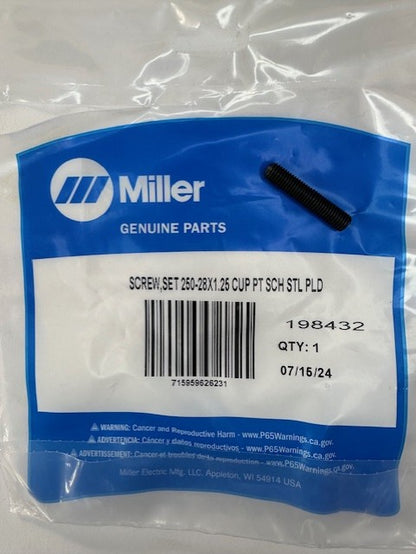 Miller
GENUINE PARTS
SCREW,SET 250-28X1.25 CUP PT SCH STL PLD
198432
QTY: 1
715959626231
07/15/24
WARNING: Cancer and Reproductive Harm - www.P65Warnings.ca.gov.
ADVERTENCIA: Cáncer y daños reproductivos - www.P65Warnings.ca.gov.
AVERTISSEMENT: Cancer et troubles de la reproduction - www.P65Warnings.ca.gov.
Miller Electric Mfg. LLC, Appleton, WI 54914 USA